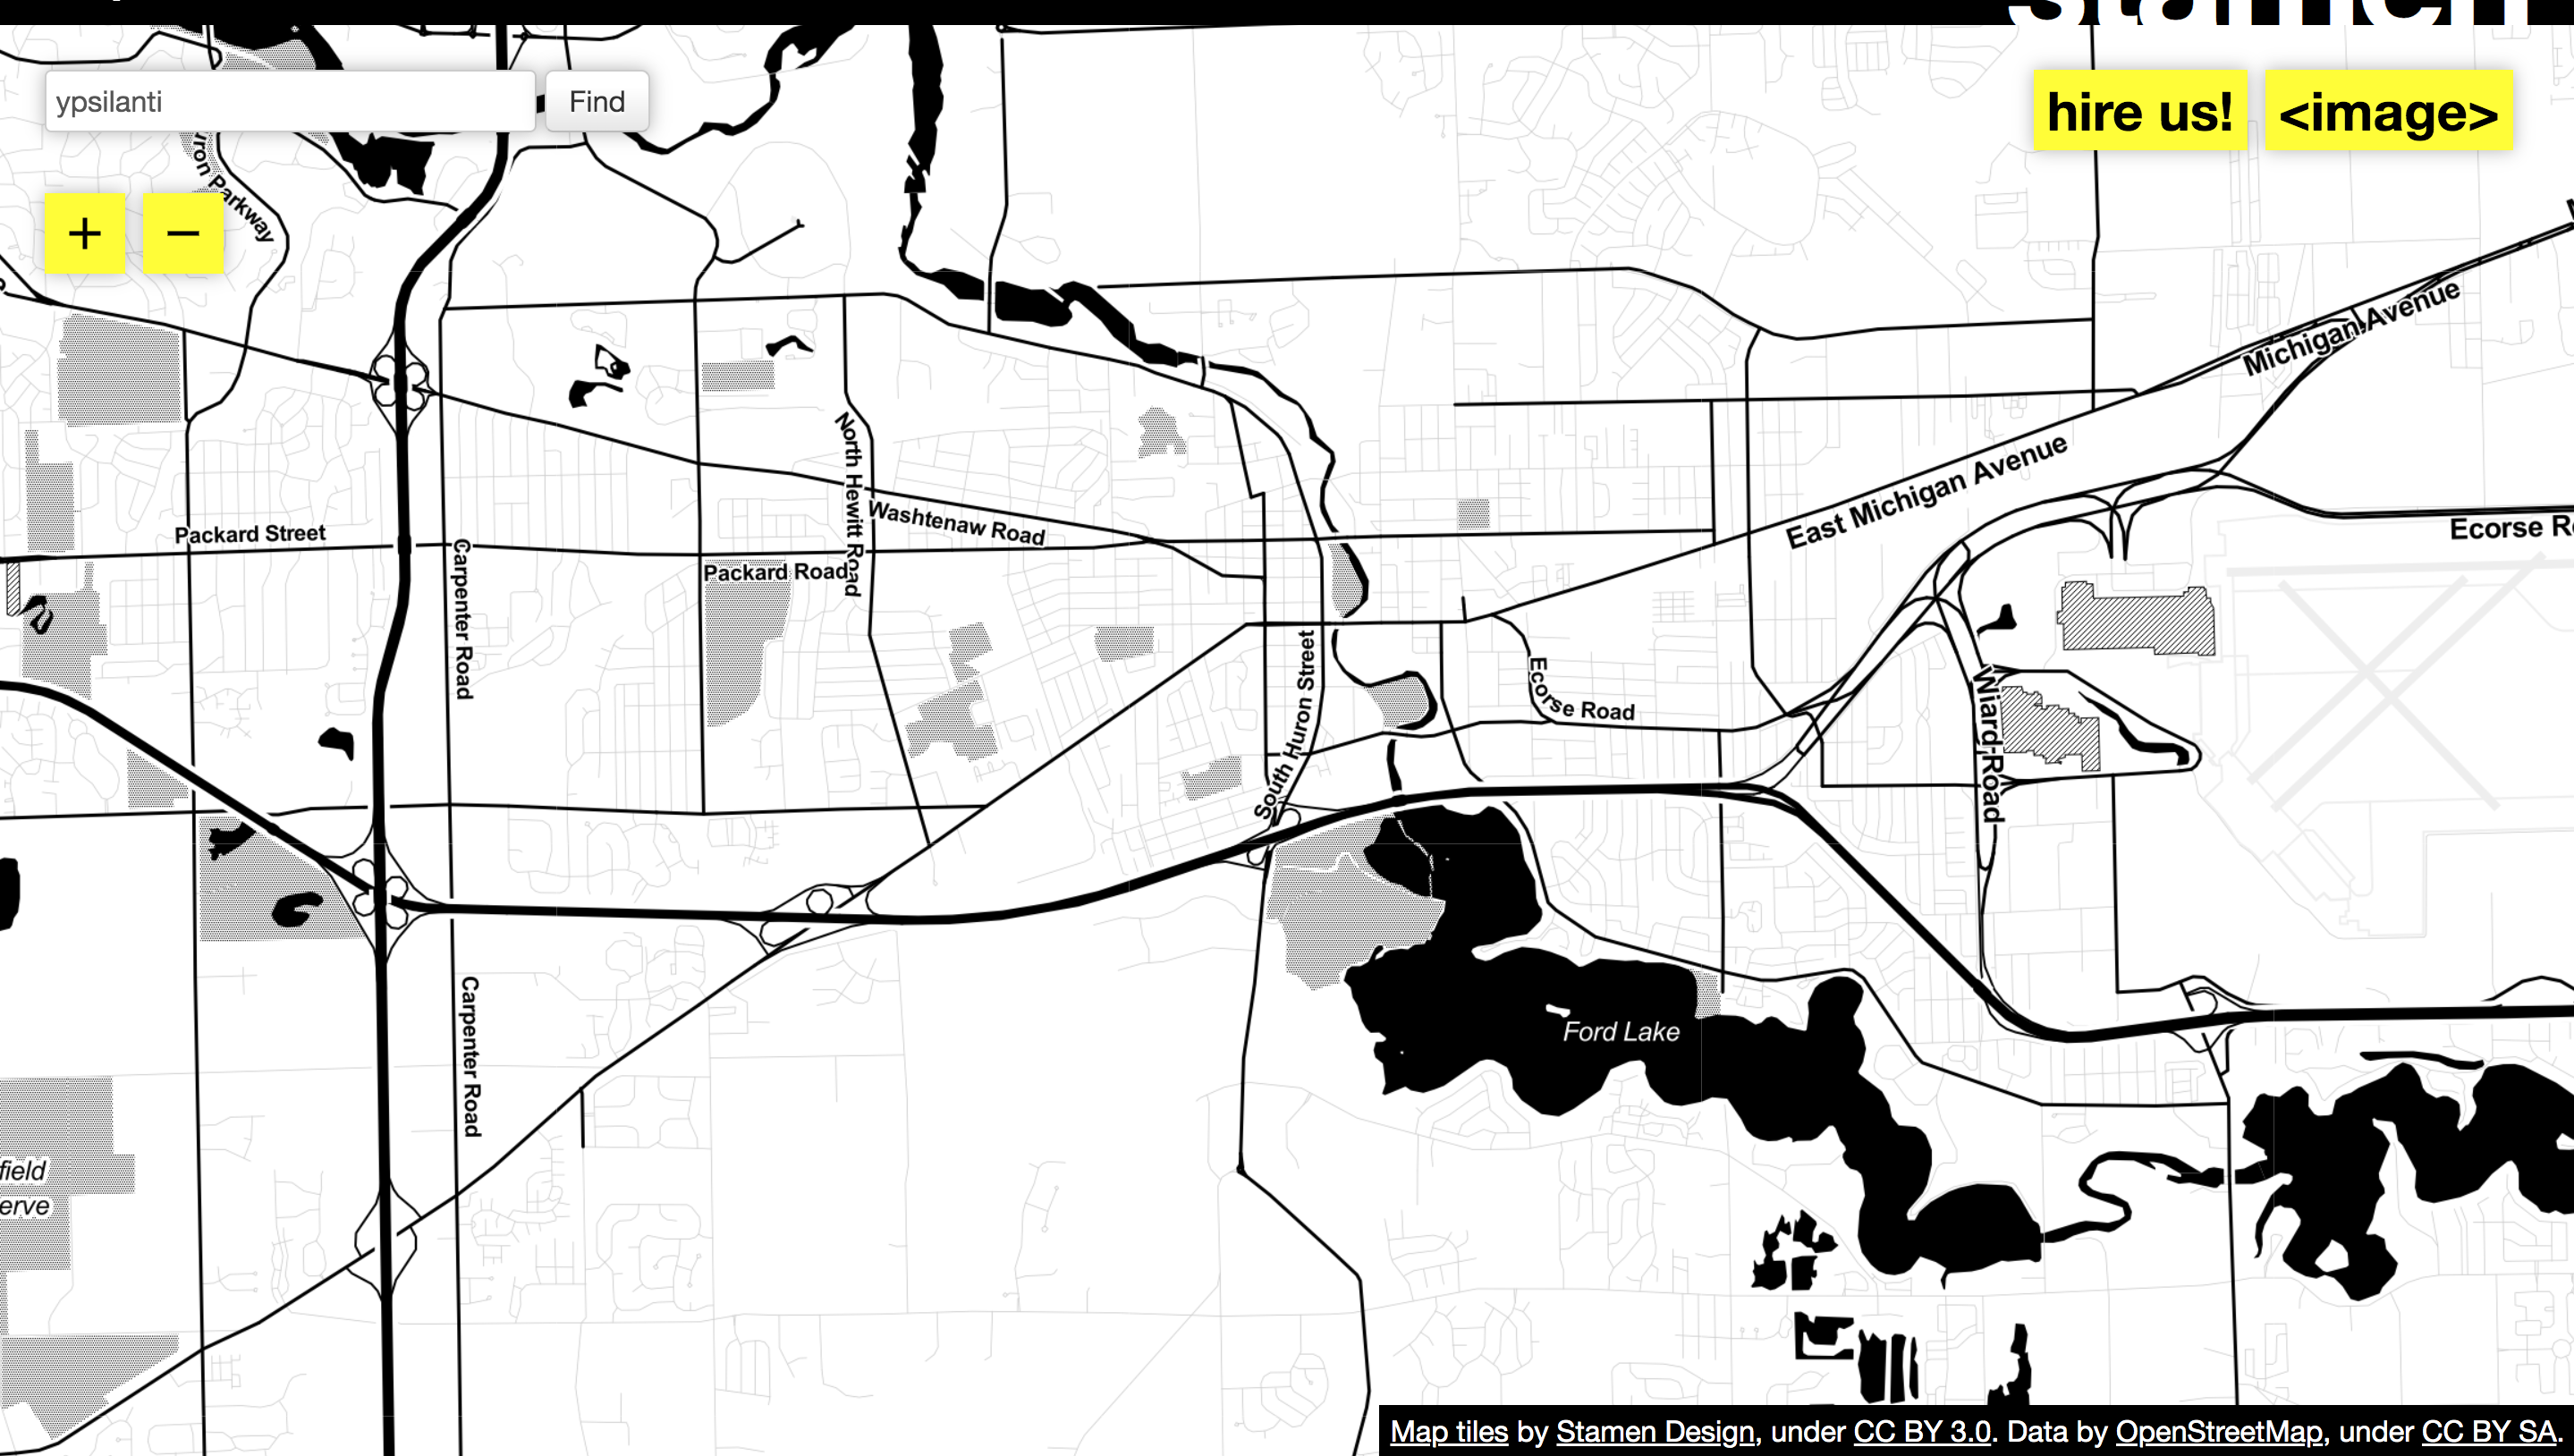 stamen
ypsilanti
Find
hire us!
<image>
+
−
Parkway
Michigan Avenue
East Michigan Avenue
North Hewitt Road
Washtenaw Road
Packard Street
Ecorse
Packard Road
Carpenter Road
South Huron Street
Ecorse Road
Wiard Road
Carpenter Road
Ford Lake
field
erve
Map tiles by Stamen Design, under CC BY 3.0. Data by OpenStreetMap, under CC BY SA.